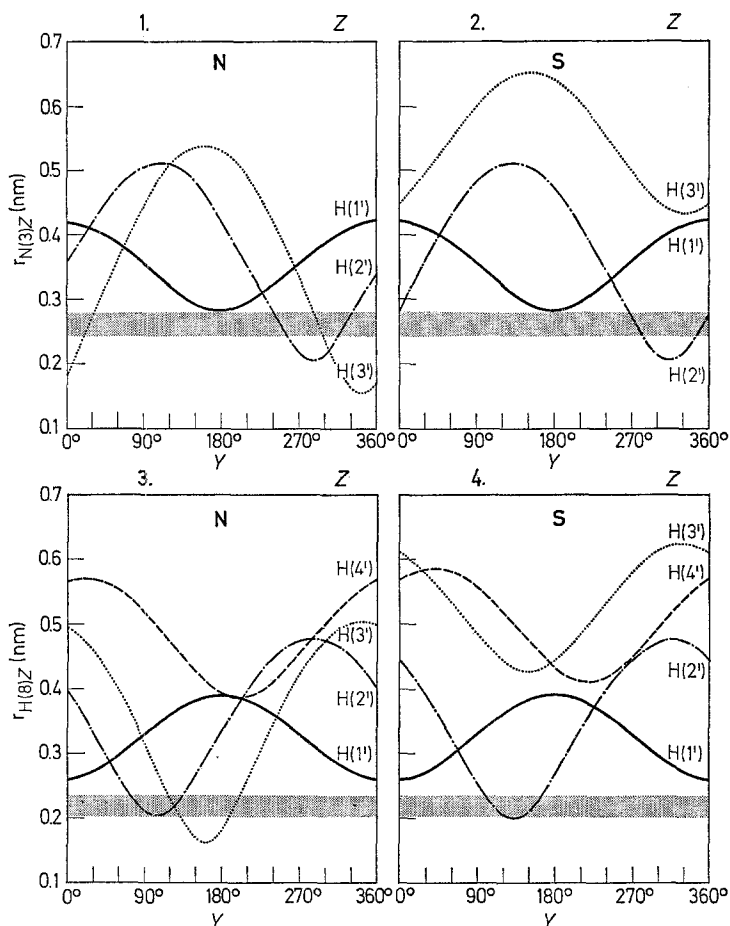 1. Z 2. Z
0.7
N S
0.6
0.5
H(3')
H(1')
0.4
H(1')
H(2')
0.3
H(3') H(2')
0.2
0.1
r_N(3)Z (nm)
0° 90° 180° 270° 360° 0° 90° 180° 270° 360°
Y Y
3. Z 4. Z
0.7
N S
H(3')
0.6
H(4') H(4')
0.5
H(3')
H(2') H(2')
0.4
H(1') H(1')
0.3
0.2
0.1
r_H(8)Z (nm)
0° 90° 180° 270° 360° 0° 90° 180° 270° 360°
Y Y